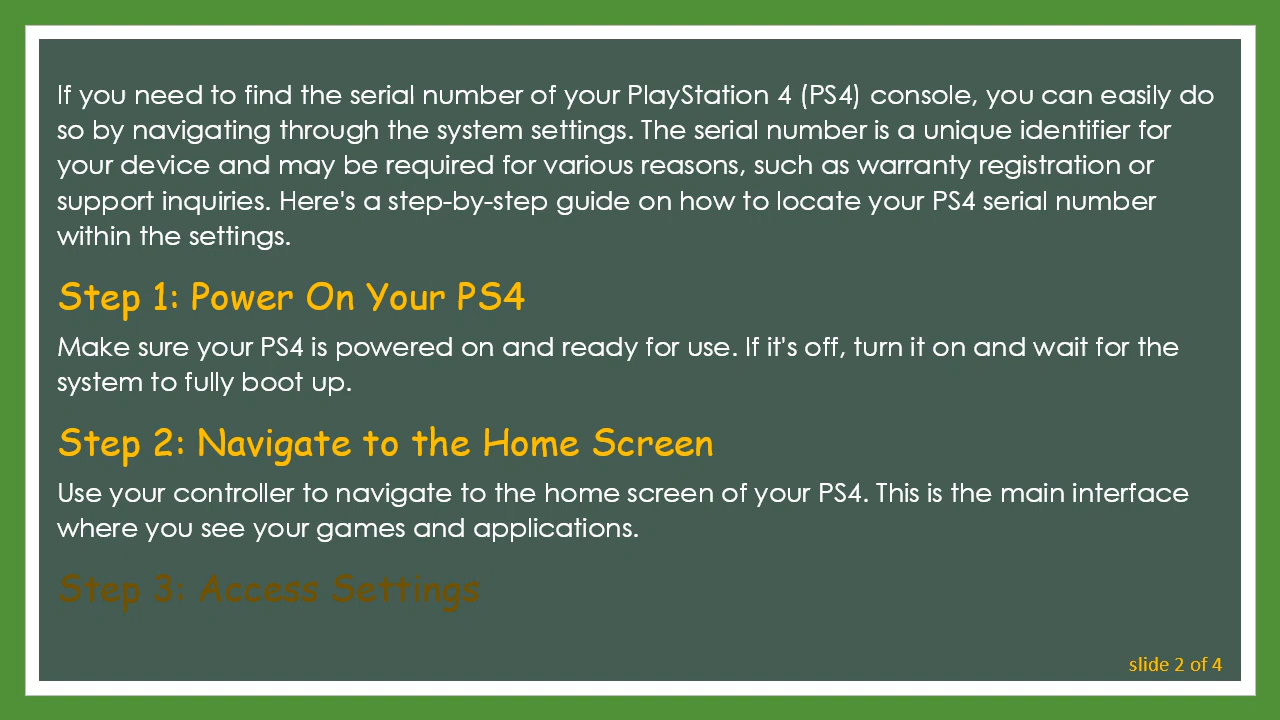 If you need to find the serial number of your PlayStation 4 (PS4) console, you can easily do
so by navigating through the system settings. The serial number is a unique identifier for
your device and may be required for various reasons, such as warranty registration or
support inquiries. Here's a step-by-step guide on how to locate your PS4 serial number
within the settings.
Step 1: Power On Your PS4
Make sure your PS4 is powered on and ready for use. If it's off, turn it on and wait for the
system to fully boot up.
Step 2: Navigate to the Home Screen
Use your controller to navigate to the home screen of your PS4. This is the main interface
where you see your games and applications.
Step 3: Access Settings
slide 2 of 4